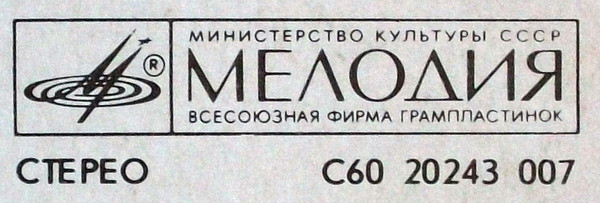 МИНИСТЕРСТВО КУЛЬТУРЫ СССР
®
МЕЛОДИЯ
ВСЕСОЮЗНАЯ ФИРМА ГРАМПЛАСТИНОК
СТЕРЕО С60 20243 007